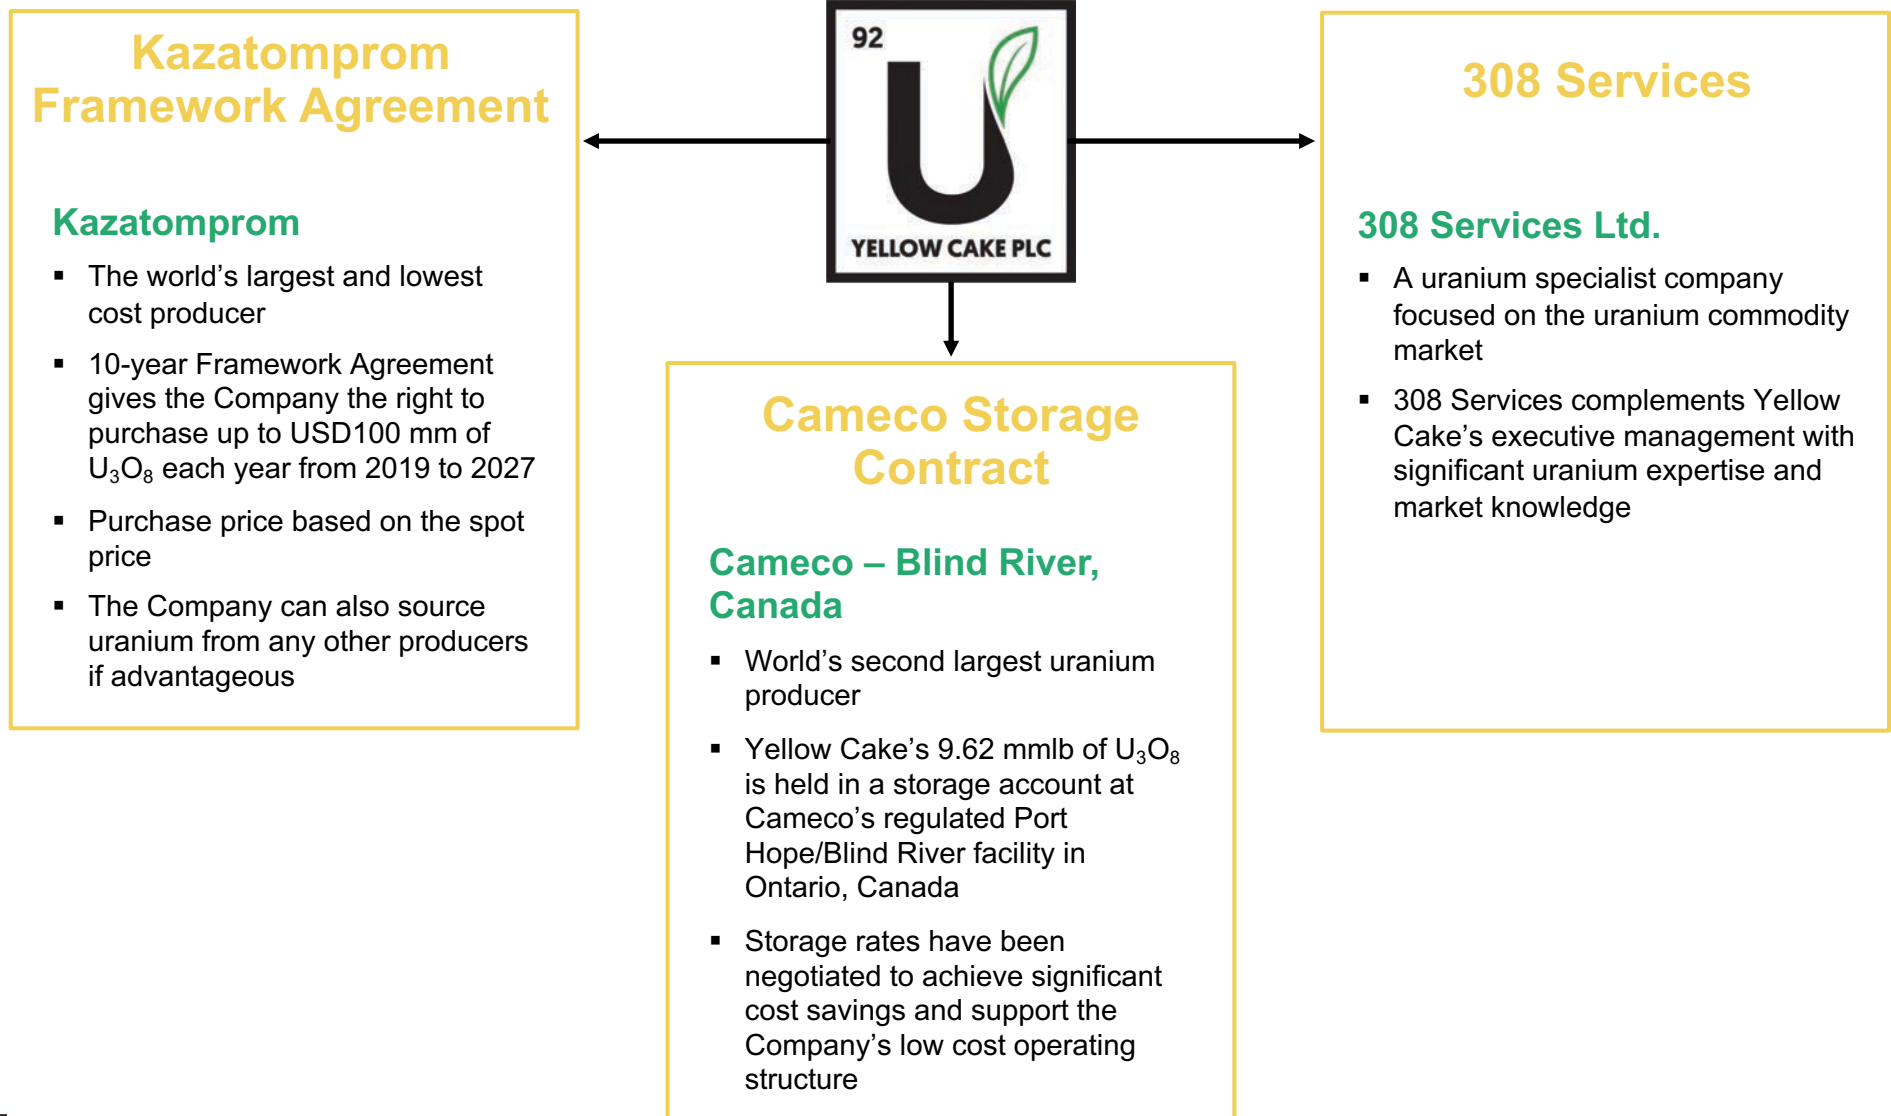 Kazatomprom
Framework Agreement
Kazatomprom
▪ The world’s largest and lowest
cost producer
▪ 10-year Framework Agreement
gives the Company the right to
purchase up to USD100 mm of
U₃O₈ each year from 2019 to 2027
▪ Purchase price based on the spot
price
▪ The Company can also source
uranium from any other producers
if advantageous
92
U
YELLOW CAKE PLC
Cameco Storage
Contract
Cameco – Blind River,
Canada
▪ World’s second largest uranium
producer
▪ Yellow Cake’s 9.62 mmlb of U₃O₈
is held in a storage account at
Cameco’s regulated Port
Hope/Blind River facility in
Ontario, Canada
▪ Storage rates have been
negotiated to achieve significant
cost savings and support the
Company’s low cost operating
structure
308 Services
308 Services Ltd.
▪ A uranium specialist company
focused on the uranium commodity
market
▪ 308 Services complements Yellow
Cake’s executive management with
significant uranium expertise and
market knowledge